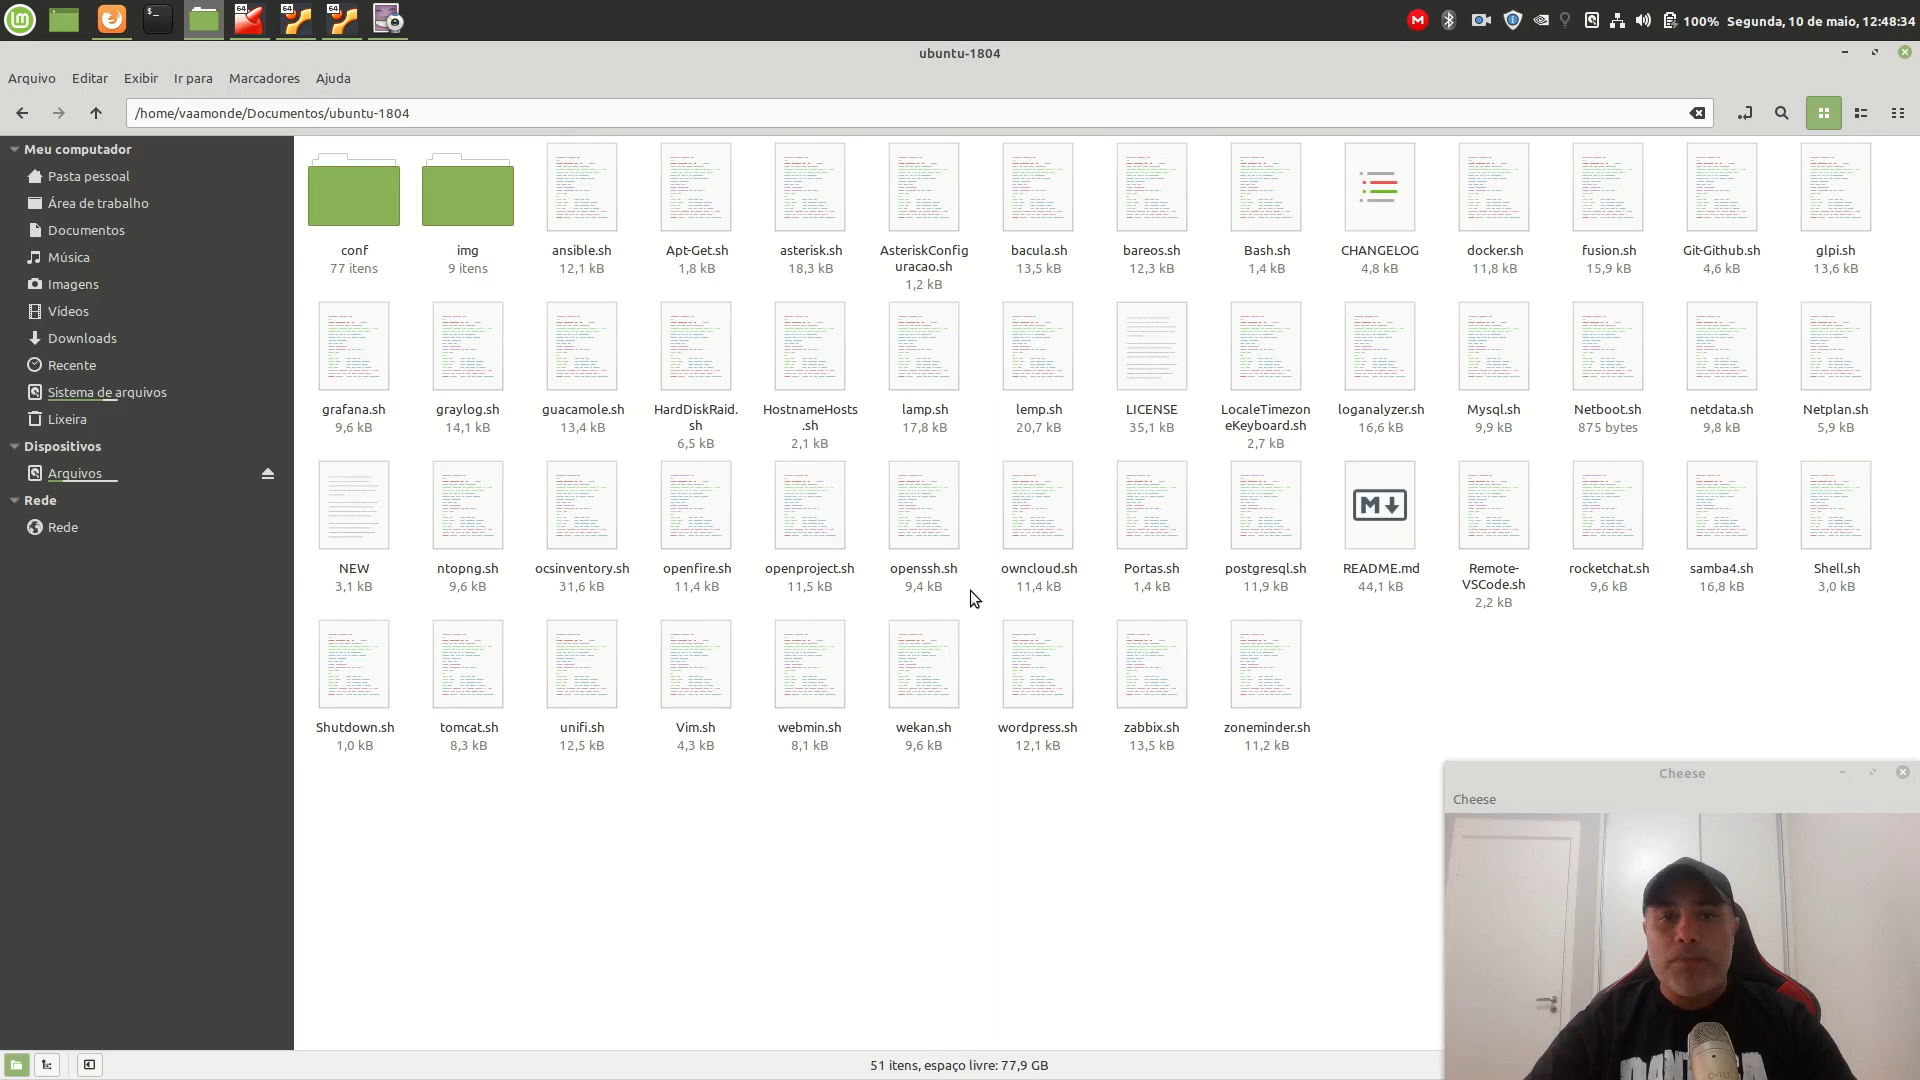 64
64
64
100%
Segunda, 10 de maio, 12:48:34
ubuntu-1804
Arquivo Editar Exibir Ir para Marcadores Ajuda
/home/vaamonde/Documentos/ubuntu-1804
Meu computador
Pasta pessoal
Área de trabalho
Documentos
Música
Imagens
Vídeos
Downloads
Recente
Sistema de arquivos
Lixeira
Dispositivos
Arquivos
Rede
Rede
conf
77 itens
img
9 itens
ansible.sh
12,1 kB
Apt-Get.sh
1,8 kB
asterisk.sh
18,3 kB
AsteriskConfig
uracao.sh
1,2 kB
bacula.sh
13,5 kB
bareos.sh
12,3 kB
Bash.sh
1,4 kB
CHANGELOG
4,8 kB
docker.sh
11,8 kB
fusion.sh
15,9 kB
Git-Github.sh
4,6 kB
glpi.sh
13,6 kB
grafana.sh
9,6 kB
graylog.sh
14,1 kB
guacamole.sh
13,4 kB
HardDiskRaid.
sh
6,5 kB
HostnameHosts
.sh
2,1 kB
lamp.sh
17,8 kB
lemp.sh
20,7 kB
LICENSE
35,1 kB
LocaleTimezon
eKeyboard.sh
2,7 kB
loganalyzer.sh
16,6 kB
Mysql.sh
9,9 kB
Netboot.sh
875 bytes
netdata.sh
9,8 kB
Netplan.sh
5,9 kB
NEW
3,1 kB
ntopng.sh
9,6 kB
ocsinventory.sh
31,6 kB
openfire.sh
11,4 kB
openproject.sh
11,5 kB
openssh.sh
9,4 kB
owncloud.sh
11,4 kB
Portas.sh
1,4 kB
postgresql.sh
11,9 kB
M
README.md
44,1 kB
Remote-
VSCode.sh
2,2 kB
rocketchat.sh
9,6 kB
samba4.sh
16,8 kB
Shell.sh
3,0 kB
Shutdown.sh
1,0 kB
tomcat.sh
8,3 kB
unifi.sh
12,5 kB
Vim.sh
4,3 kB
webmin.sh
8,1 kB
wekan.sh
9,6 kB
wordpress.sh
12,1 kB
zabbix.sh
13,5 kB
zoneminder.sh
11,2 kB
Cheese
Cheese
51 itens, espaço livre: 77,9 GB